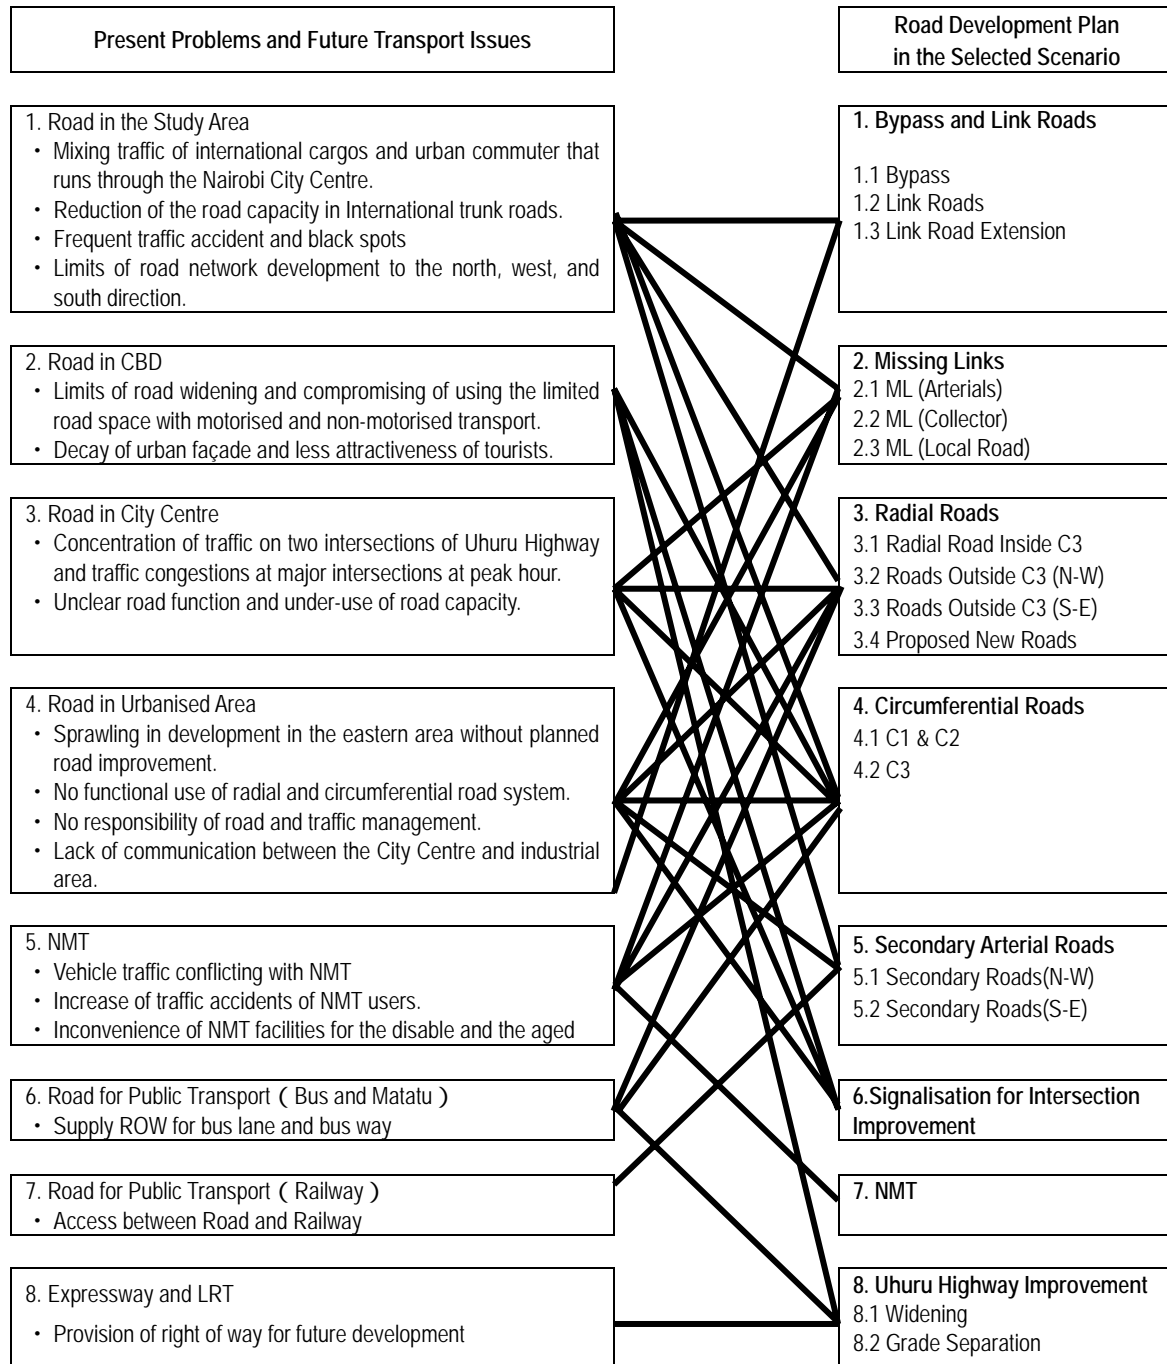 Present Problems and Future Transport Issues
1. Road in the Study Area
・ Mixing traffic of international cargos and urban commuter that
runs through the Nairobi City Centre.
・ Reduction of the road capacity in International trunk roads.
・ Frequent traffic accident and black spots
・ Limits of road network development to the north, west, and
south direction.
2. Road in CBD
・ Limits of road widening and compromising of using the limited
road space with motorised and non-motorised transport.
・ Decay of urban façade and less attractiveness of tourists.
3. Road in City Centre
・ Concentration of traffic on two intersections of Uhuru Highway
and traffic congestions at major intersections at peak hour.
・ Unclear road function and under-use of road capacity.
4. Road in Urbanised Area
・ Sprawling in development in the eastern area without planned
road improvement.
・ No functional use of radial and circumferential road system.
・ No responsibility of road and traffic management.
・ Lack of communication between the City Centre and industrial
area.
5. NMT
・ Vehicle traffic conflicting with NMT
・ Increase of traffic accidents of NMT users.
・ Inconvenience of NMT facilities for the disable and the aged
6. Road for Public Transport ( Bus and Matatu )
・ Supply ROW for bus lane and bus way
7. Road for Public Transport ( Railway )
・ Access between Road and Railway
8. Expressway and LRT
・ Provision of right of way for future development
Road Development Plan
in the Selected Scenario
1. Bypass and Link Roads
1.1 Bypass
1.2 Link Roads
1.3 Link Road Extension
2. Missing Links
2.1 ML (Arterials)
2.2 ML (Collector)
2.3 ML (Local Road)
3. Radial Roads
3.1 Radial Road Inside C3
3.2 Roads Outside C3 (N-W)
3.3 Roads Outside C3 (S-E)
3.4 Proposed New Roads
4. Circumferential Roads
4.1 C1 & C2
4.2 C3
5. Secondary Arterial Roads
5.1 Secondary Roads(N-W)
5.2 Secondary Roads(S-E)
6.Signalisation for Intersection
Improvement
7. NMT
8. Uhuru Highway Improvement
8.1 Widening
8.2 Grade Separation